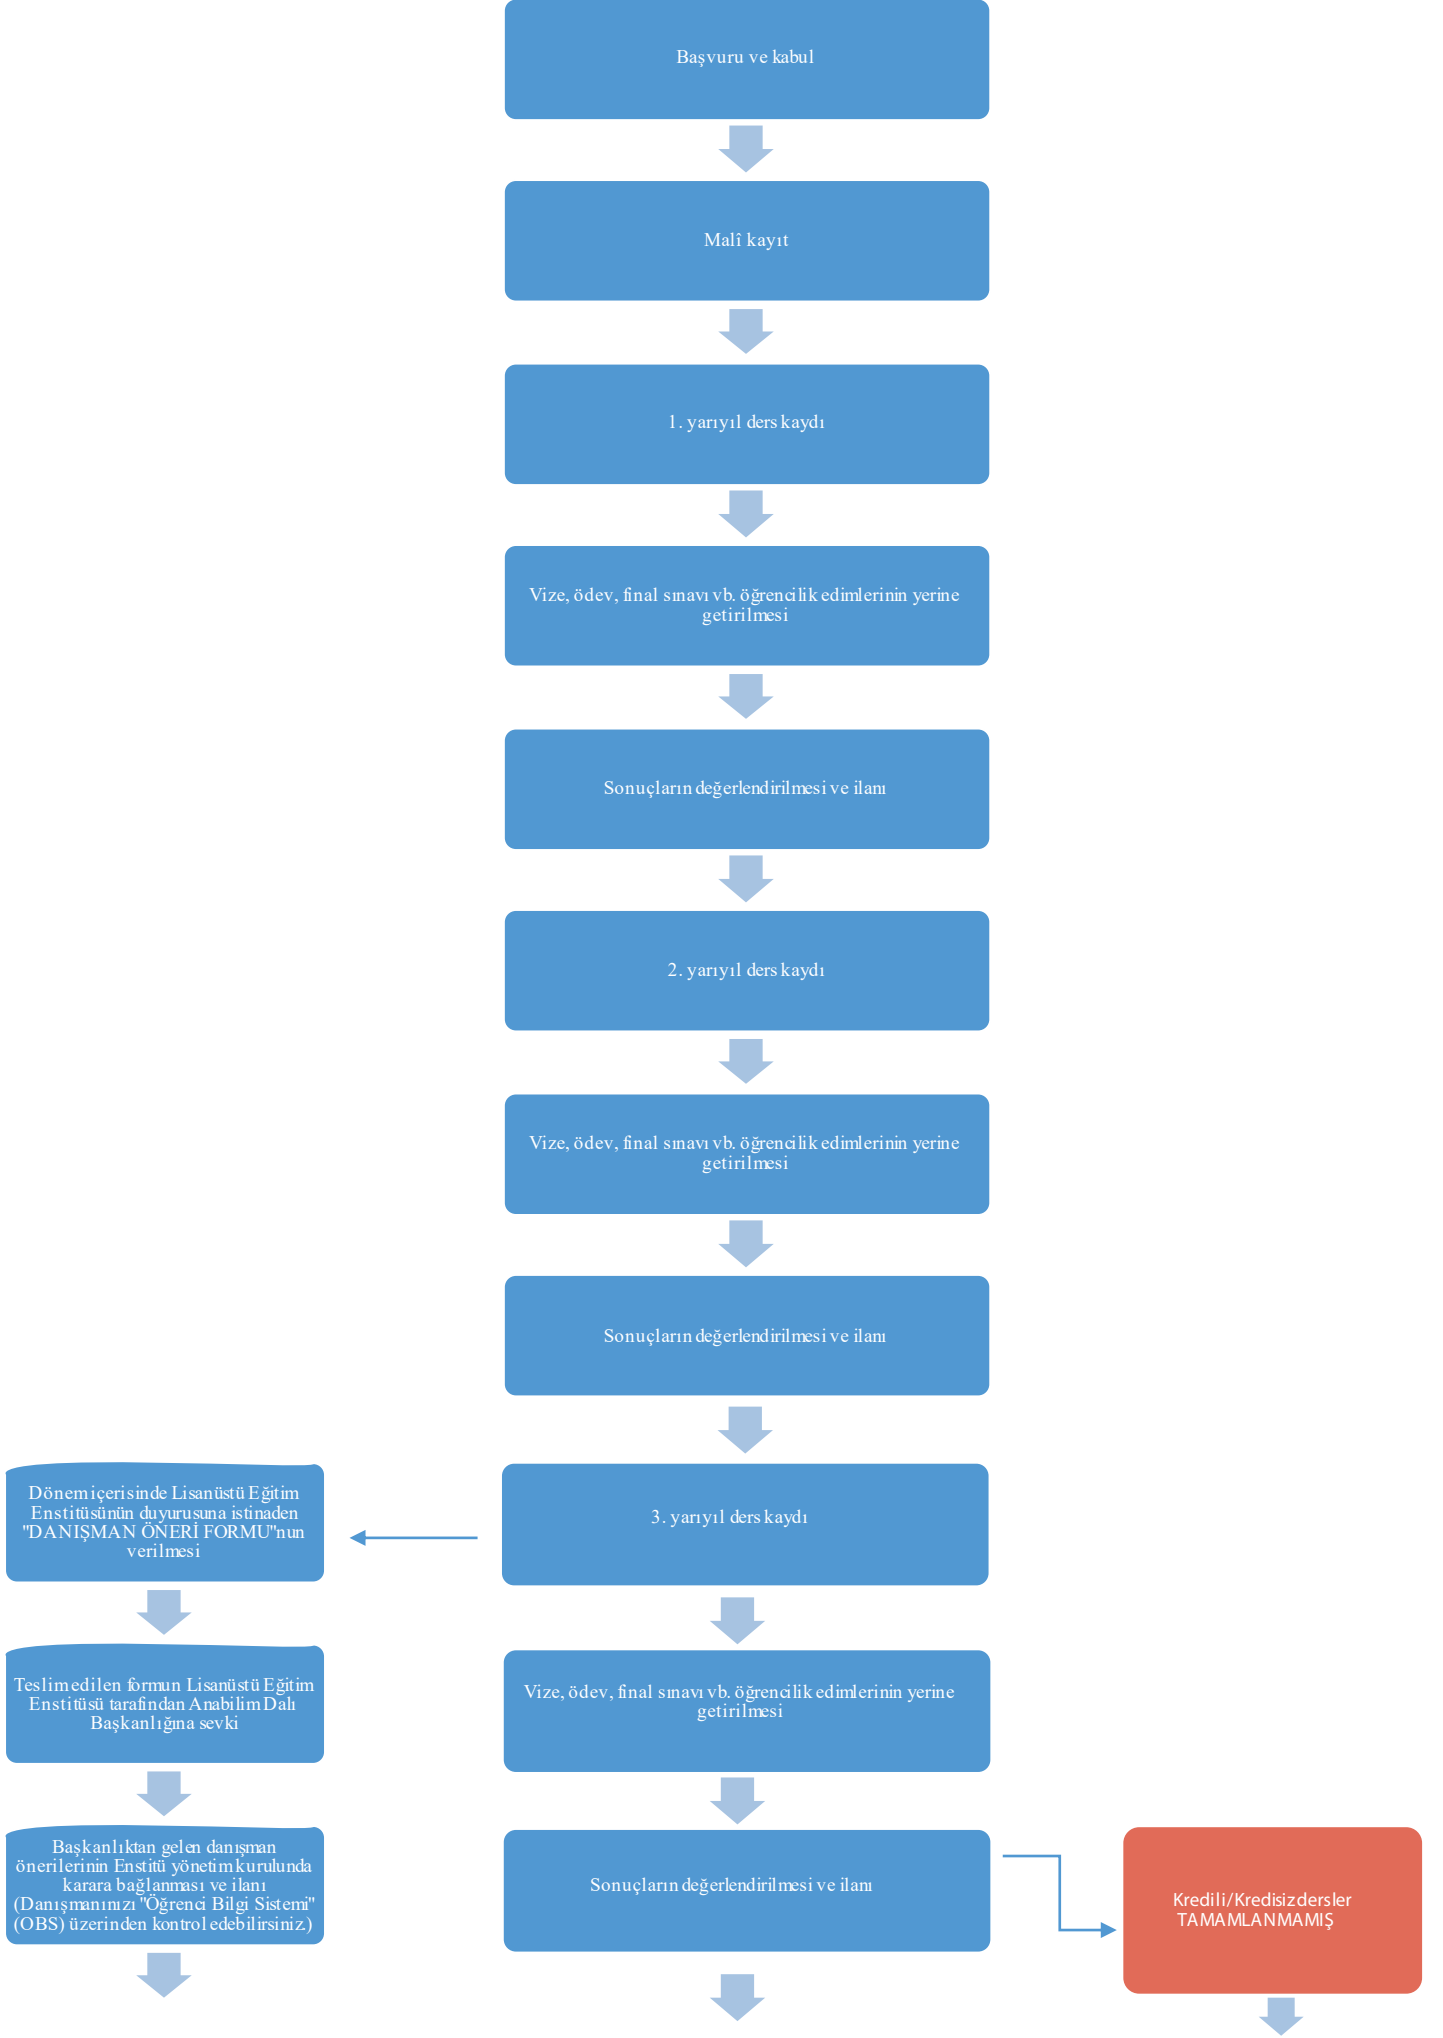 Başvuru ve kabul
Malî kayıt
1. yarıyıl ders kaydı
Vize, ödev, final sınavı vb. öğrencilik edimlerinin yerine
getirilmesi
Sonuçların değerlendirilmesi ve ilanı
2. yarıyıl ders kaydı
Vize, ödev, final sınavı vb. öğrencilik edimlerinin yerine
getirilmesi
Sonuçların değerlendirilmesi ve ilanı
3. yarıyıl ders kaydı
Dönem içerisinde Lisanüstü Eğitim
Enstitüsünün duyurusuna istinaden
"DANIŞMAN ÖNERİ FORMU"nun
verilmesi
Teslim edilen formun Lisanüstü Eğitim
Enstitüsü tarafından Anabilim Dalı
Başkanlığına sevki
Vize, ödev, final sınavı vb. öğrencilik edimlerinin yerine
getirilmesi
Başkanlıktan gelen danışman
önerilerinin Enstitü yönetim kurulunda
karara bağlanması ve ilanı
(Danışmanınızı "Öğrenci Bilgi Sistemi"
(OBS) üzerinden kontrol edebilirsiniz.)
Sonuçların değerlendirilmesi ve ilanı
Kredili/Kredisiz dersler
TAMAMLANMAMIŞ